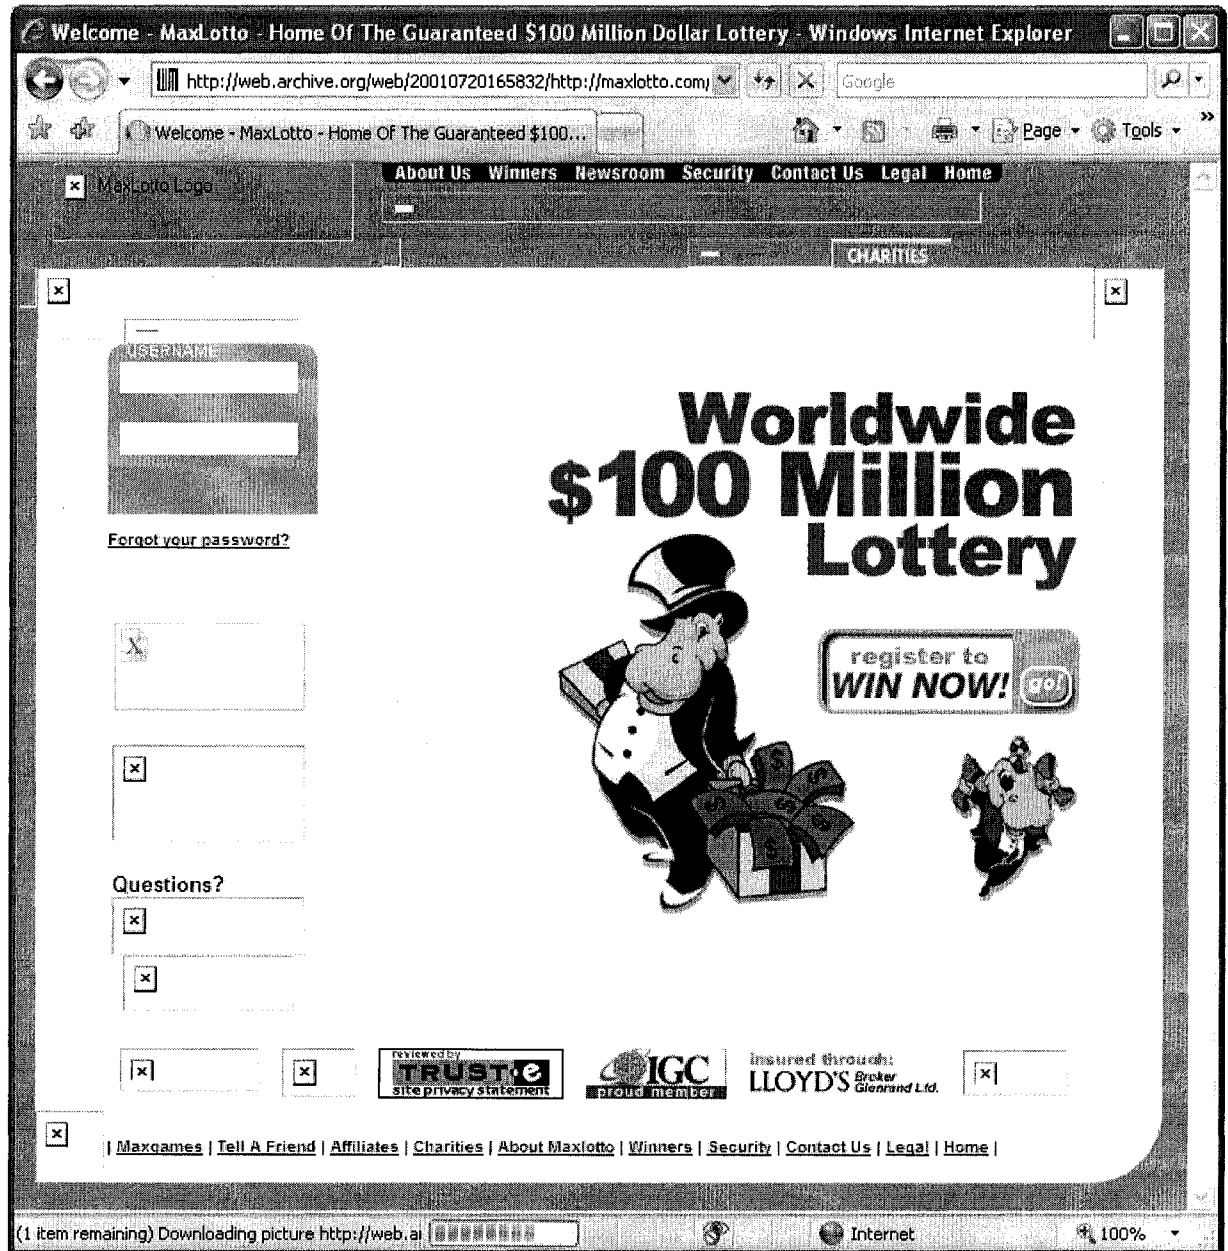 Welcome - MaxLotto - Home Of The Guaranteed $100 Million Dollar Lottery - Windows Internet Explorer
http://web.archive.org/web/20010720165832/http://maxlotto.com/
Google
Welcome - MaxLotto - Home Of The Guaranteed $100...
Page
Tools
MaxLotto Logo
About Us Winners Newsroom Security Contact Us Legal Home
CHARITIES
USERNAME
Worldwide
$100 Million
Lottery
Forgot your password?
register to
WIN NOW! go!
Questions?
reviewed by
TRUSTe
site privacy statement
IGC
proud member
insured through:
LLOYD'S Broker
Glenrand Ltd.
| Maxgames | Tell A Friend | Affiliates | Charities | About Maxlotto | Winners | Security | Contact Us | Legal | Home |
(1 item remaining) Downloading picture http://web.ar
Internet
100%